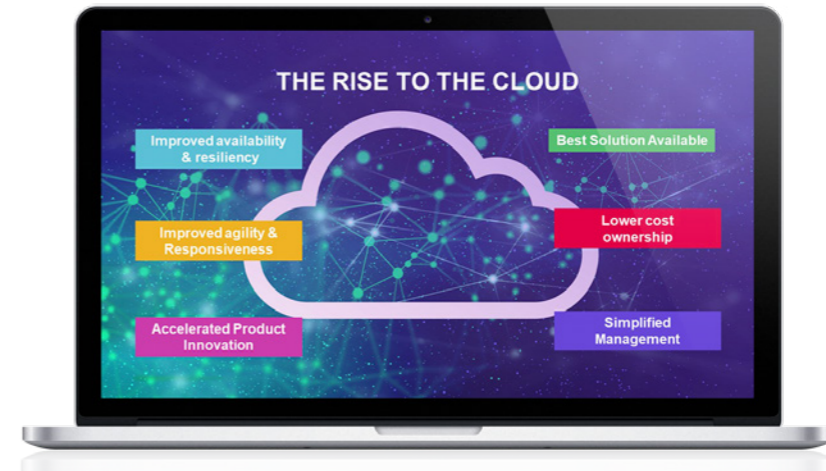 THE RISE TO THE CLOUD
Improved availability
& resiliency
Best Solution Available
Improved agility &
Responsiveness
Lower cost
ownership
Accelerated Product
Innovation
Simplified
Management